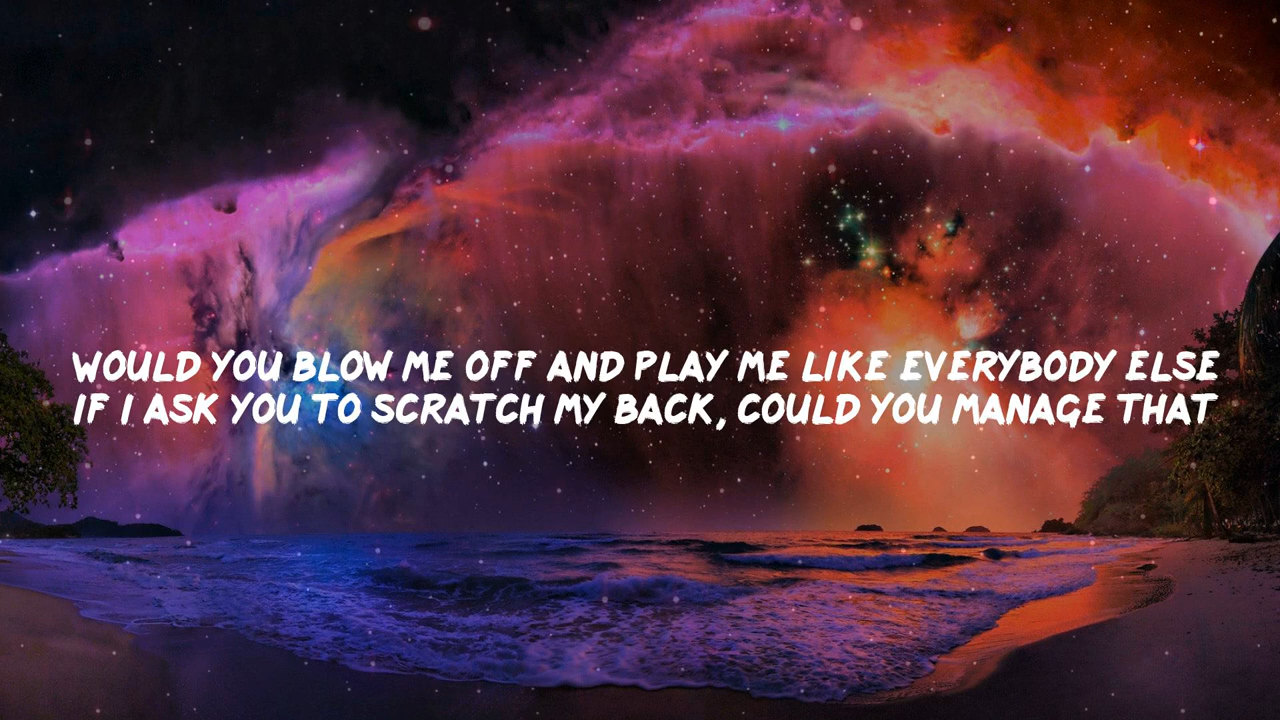 WOULD YOU BLOW ME OFF AND PLAY ME LIKE EVERYBODY ELSE
IF I ASK YOU TO SCRATCH MY BACK, COULD YOU MANAGE THAT